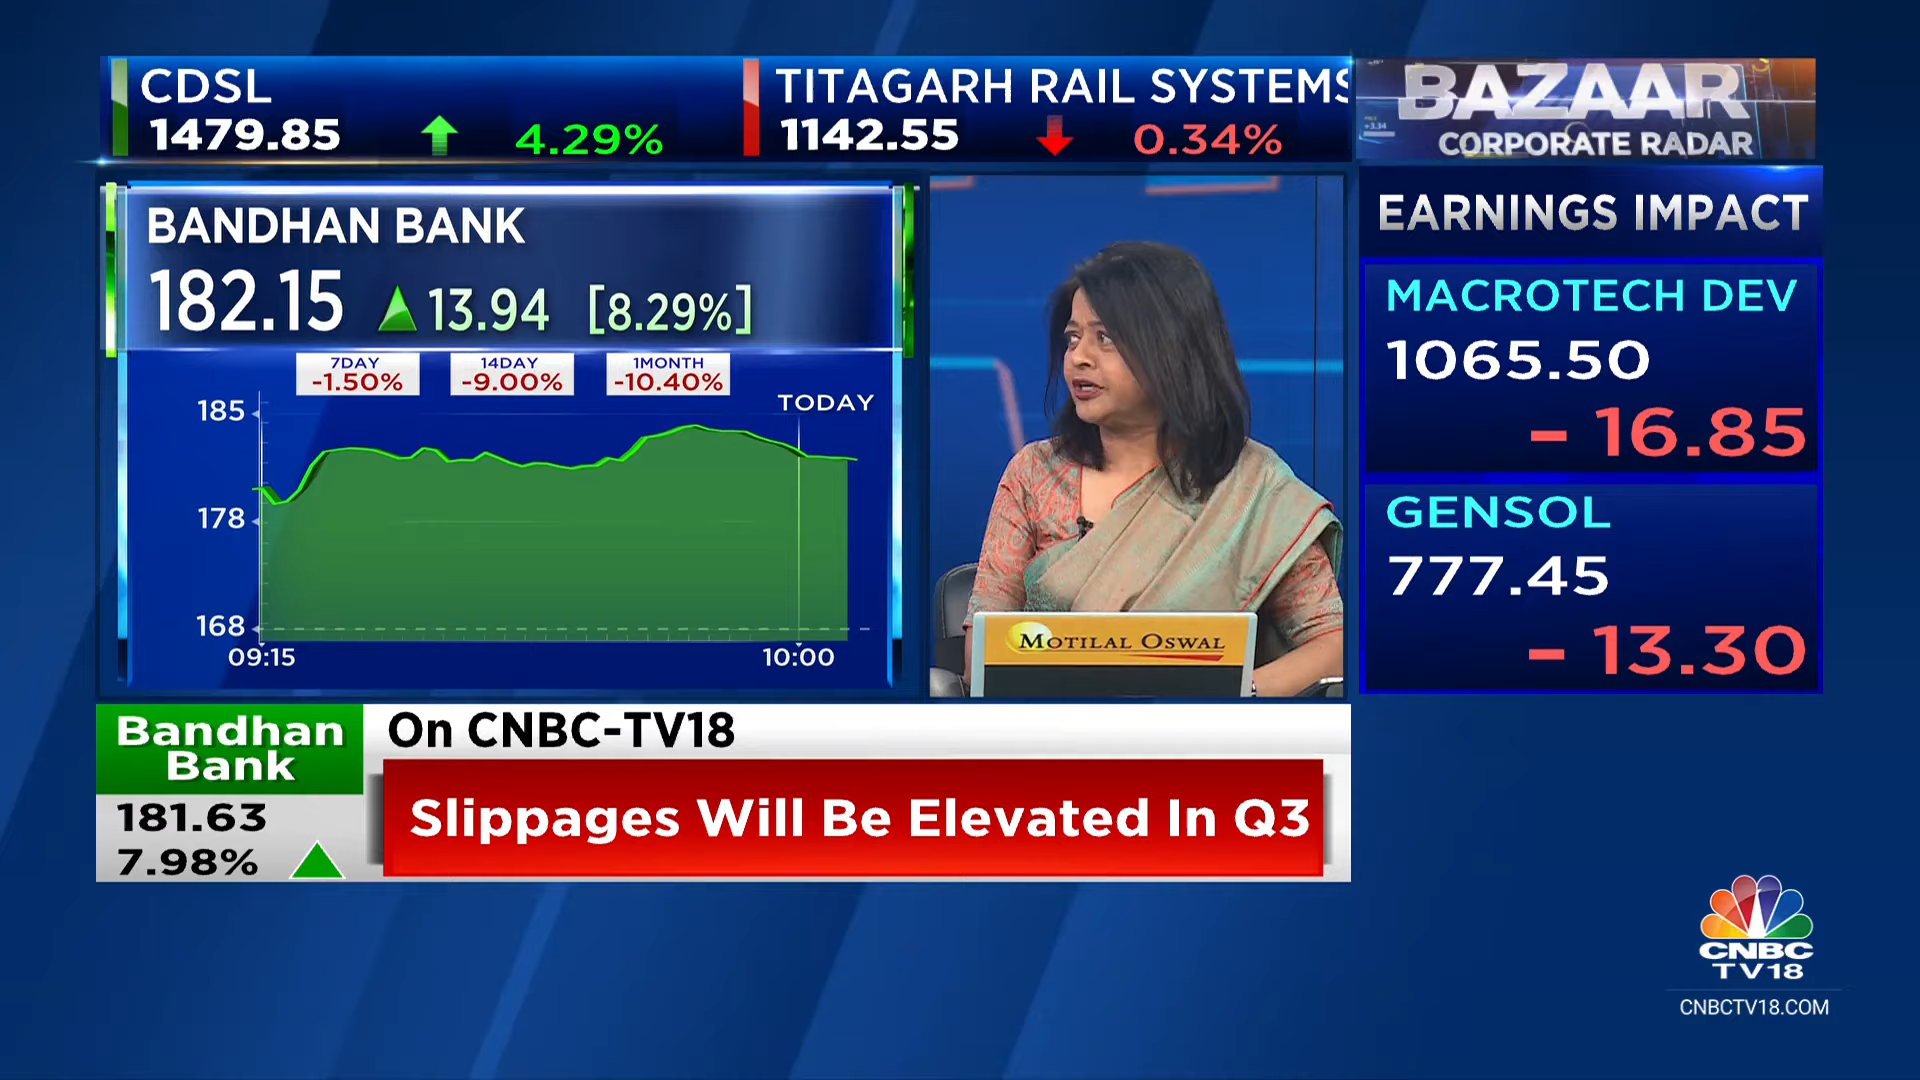 CDSL
1479.85 4.29%
TITAGARH RAIL SYSTEMS
1142.55 0.34%
BAZAAR
CORPORATE RADAR
BANDHAN BANK
182.15 13.94 [8.29%]
7DAY
-1.50%
14DAY
-9.00%
1MONTH
-10.40%
TODAY
185
178
168
09:15 10:00
MOTILAL OSWAL
EARNINGS IMPACT
MACROTECH DEV
1065.50
- 16.85
GENSOL
777.45
- 13.30
Bandhan
Bank
181.63
7.98%
On CNBC-TV18
Slippages Will Be Elevated In Q3
CNBC
TV18
CNBCTV18.COM